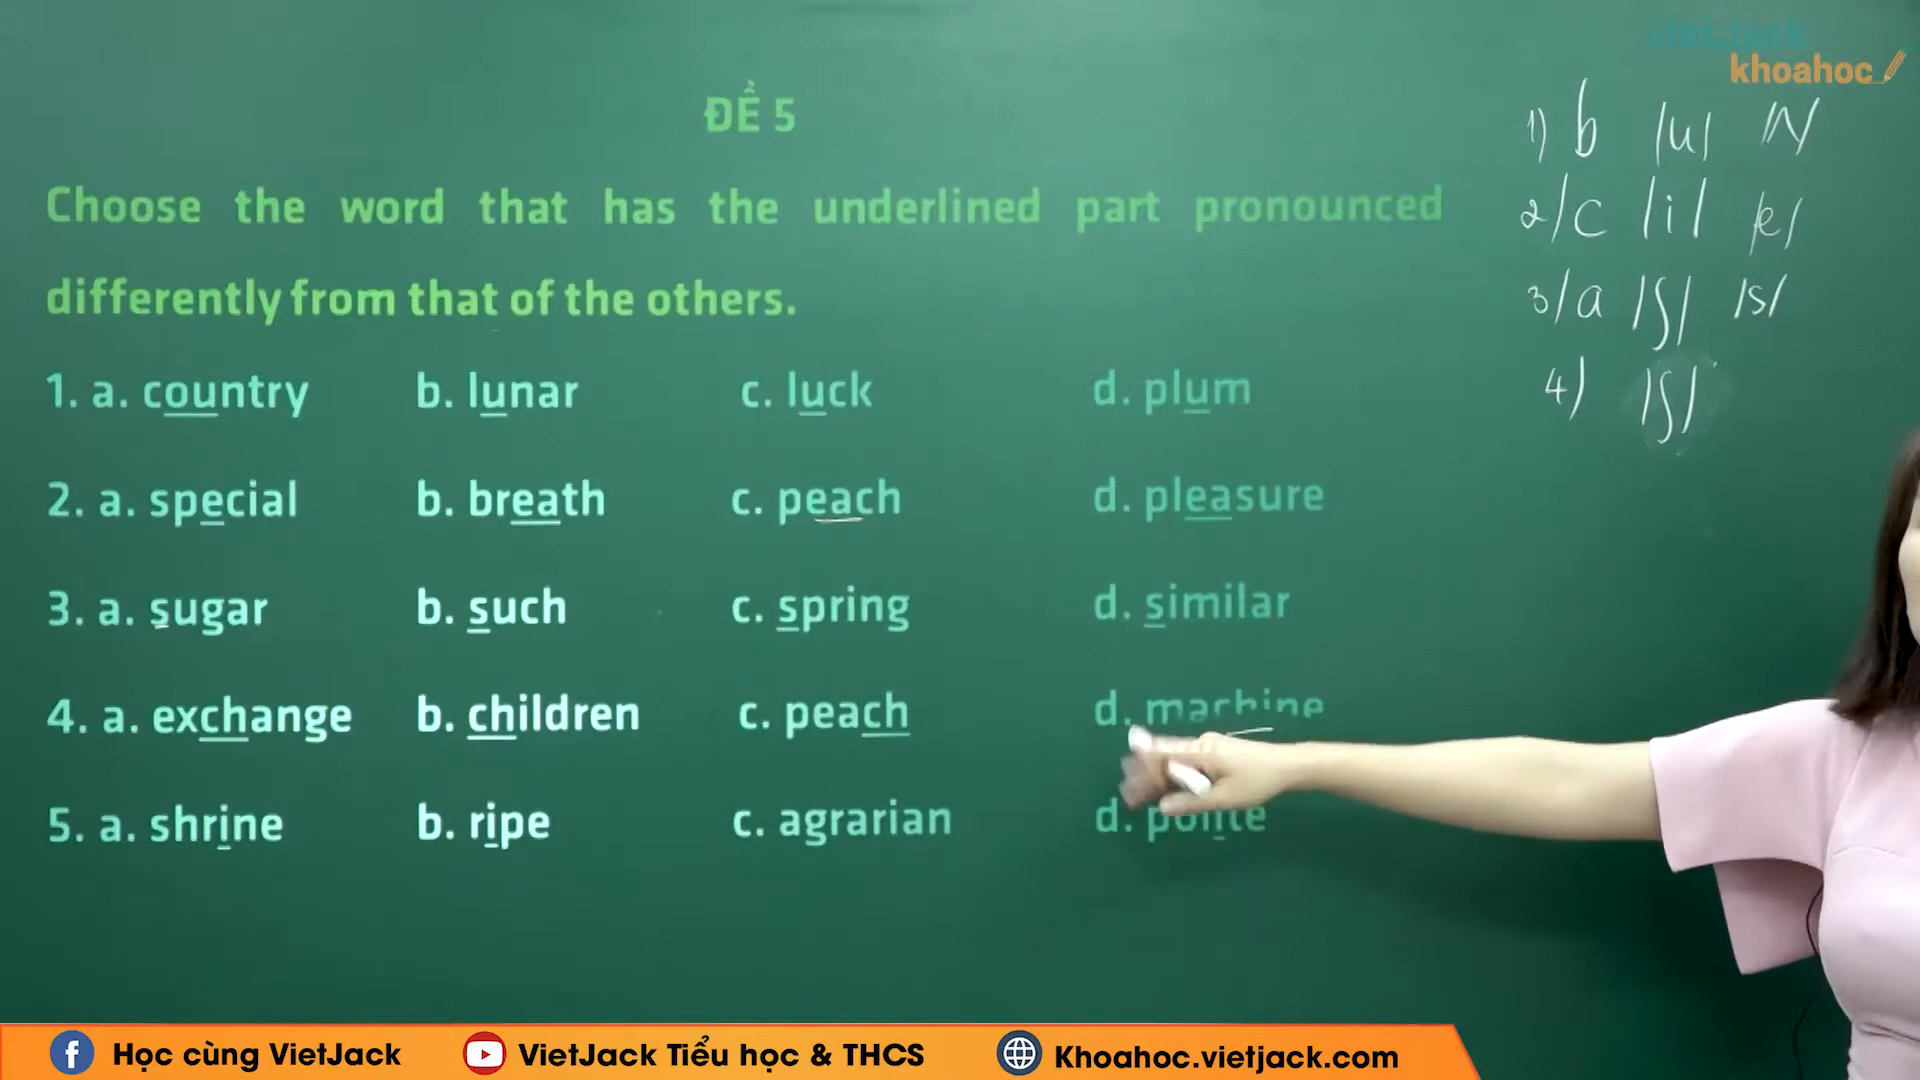 vietJack
khoahoc
ĐỀ 5
Choose the word that has the underlined part pronounced
differently from that of the others.
1. a. country b. lunar c. luck d. plum
2. a. special b. breath c. peach d. pleasure
3. a. sugar b. such c. spring d. similar
4. a. exchange b. children c. peach d. machine
5. a. shrine b. ripe c. agrarian d. polite
1) b /u/ /ʌ/
2/ c /i/ /e/
3/ a /ʃ/ /s/
4) /ʃ/
Học cùng VietJack
VietJack Tiểu học & THCS
Khoahoc.vietjack.com